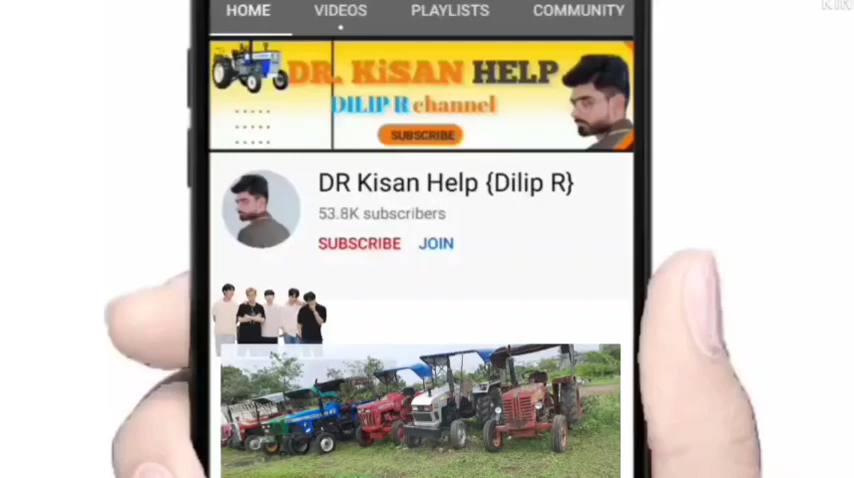 HOME VIDEOS PLAYLISTS COMMUNITY
DR. KiSAN HELP
DILIP R channel
SUBSCRIBE
DR Kisan Help {Dilip R}
53.8K subscribers
SUBSCRIBE JOIN